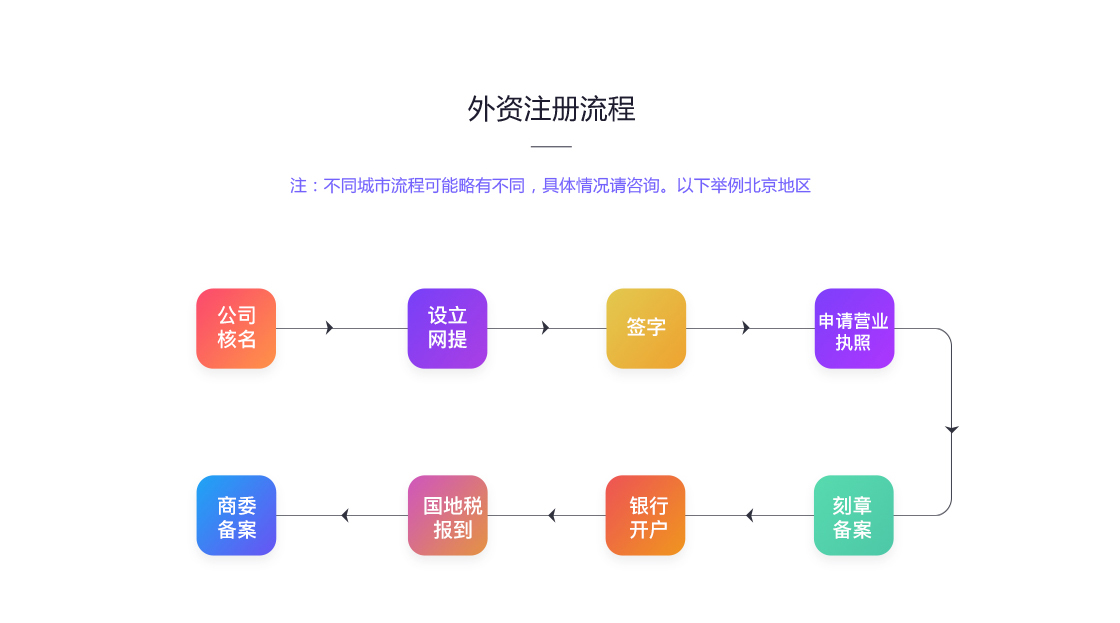 外资注册流程
注：不同城市流程可能略有不同，具体情况请咨询。以下举例北京地区
公司
核名
设立
网提
签字
申请营业
执照
刻章
备案
银行
开户
国地税
报到
商委
备案